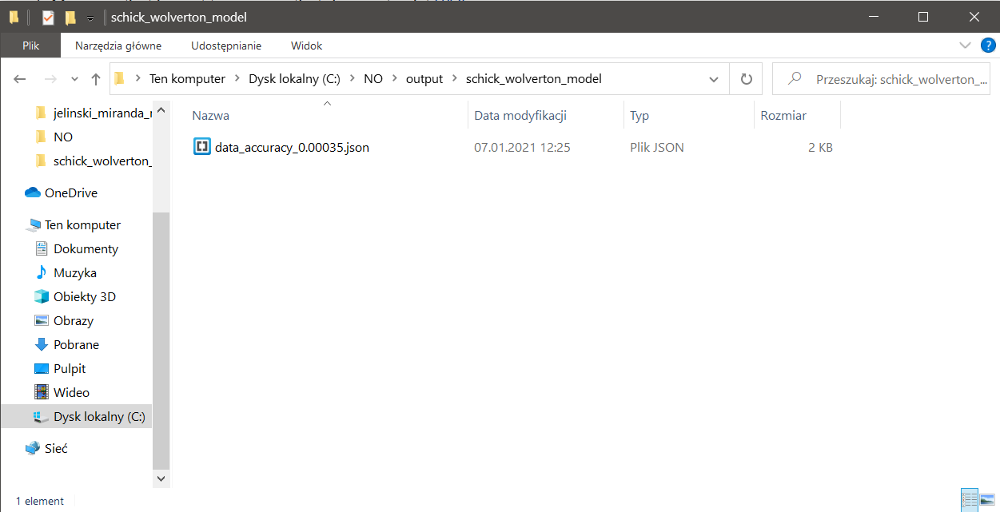 schick_wolverton_model
Plik Narzędzia główne Udostępnianie Widok ?
Ten komputer Dysk lokalny (C:) NO output schick_wolverton_model Przeszukaj: schick_wolverton_...
jelinski_miranda_
NO
schick_wolverton_
OneDrive
Ten komputer
Dokumenty
Muzyka
Obiekty 3D
Obrazy
Pobrane
Pulpit
Wideo
Dysk lokalny (C:)
Sieć
Nazwa Data modyfikacji Typ Rozmiar
data_accuracy_0.00035.json 07.01.2021 12:25 Plik JSON 2 KB
1 element